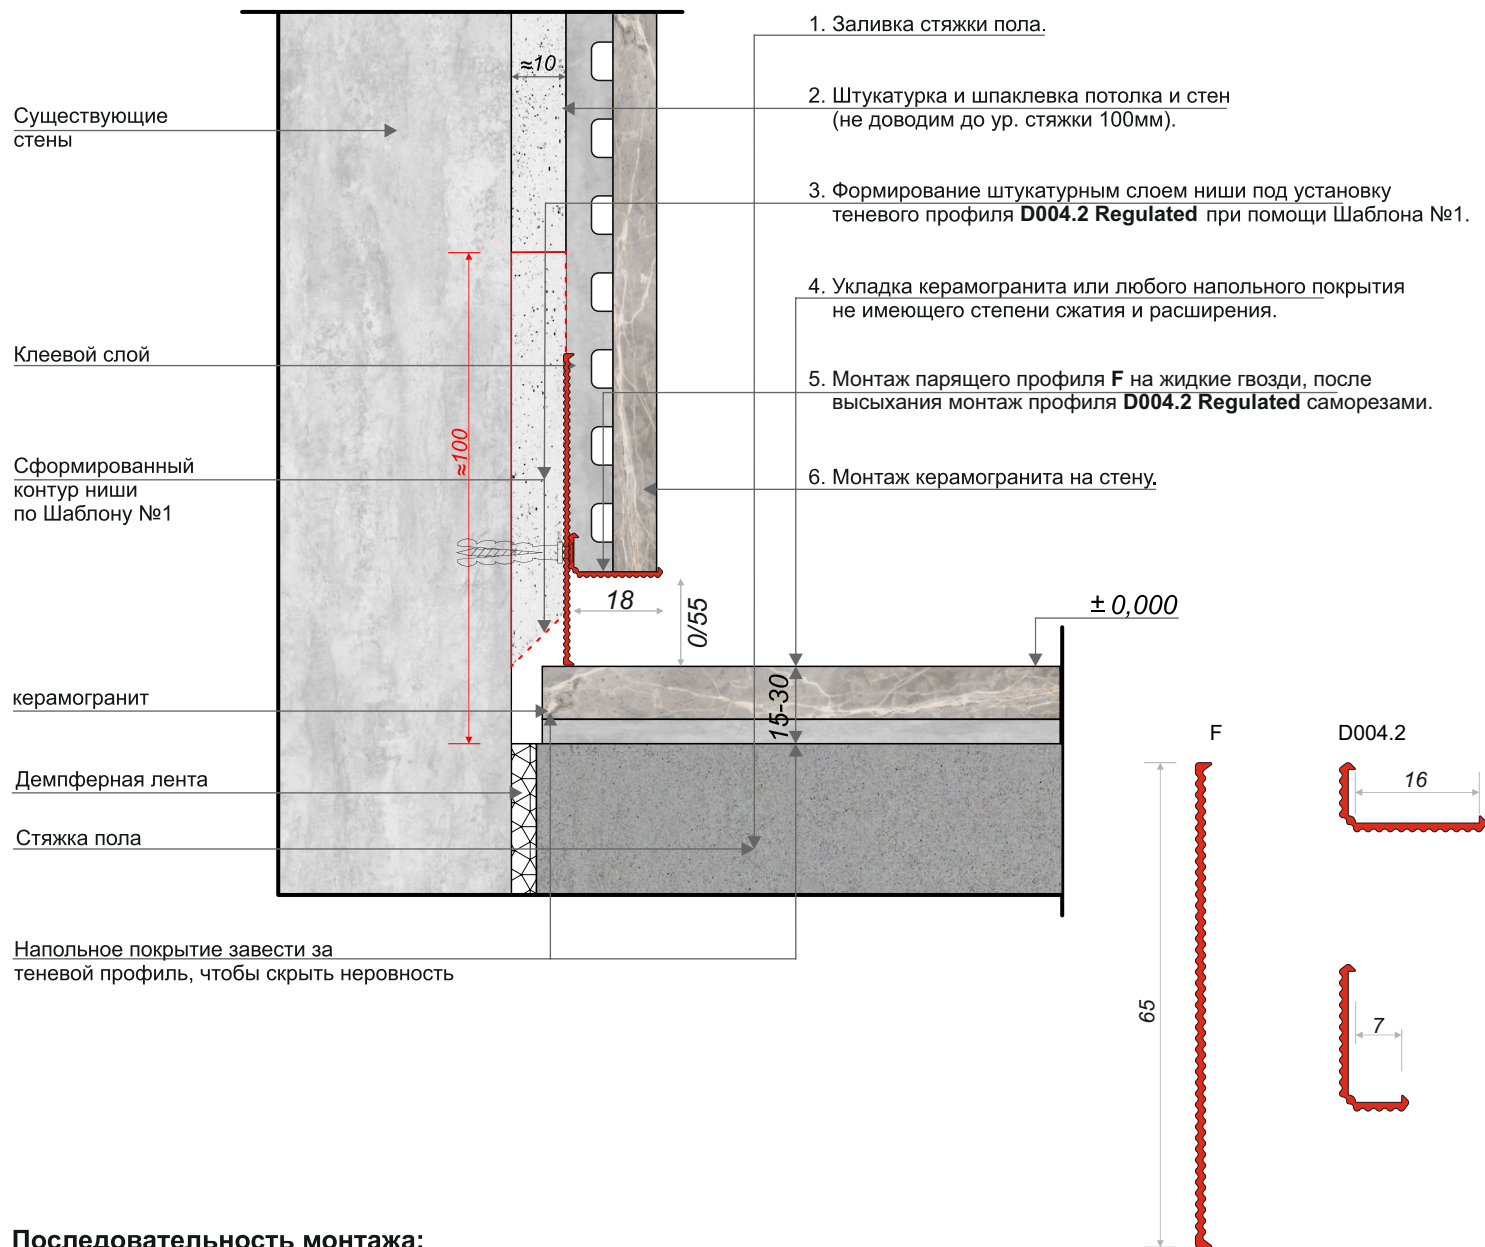 1. Заливка стяжки пола.
≈10
2. Штукатурка и шпаклевка потолка и стен
(не доводим до ур. стяжки 100мм).
Существующие
стены
3. Формирование штукатурным слоем ниши под установку
теневого профиля D004.2 Regulated при помощи Шаблона №1.
4. Укладка керамогранита или любого напольного покрытия
не имеющего степени сжатия и расширения.
Клеевой слой
5. Монтаж парящего профиля F на жидкие гвозди, после
высыхания монтаж профиля D004.2 Regulated саморезами.
≈100
Сформированный
контур ниши
по Шаблону №1
6. Монтаж керамогранита на стену.
18
0/55
± 0,000
керамогранит
15-30
F
D004.2
Демпферная лента
16
Стяжка пола
Напольное покрытие завести за
теневой профиль, чтобы скрыть неровность
65
7
Последовательность монтажа: